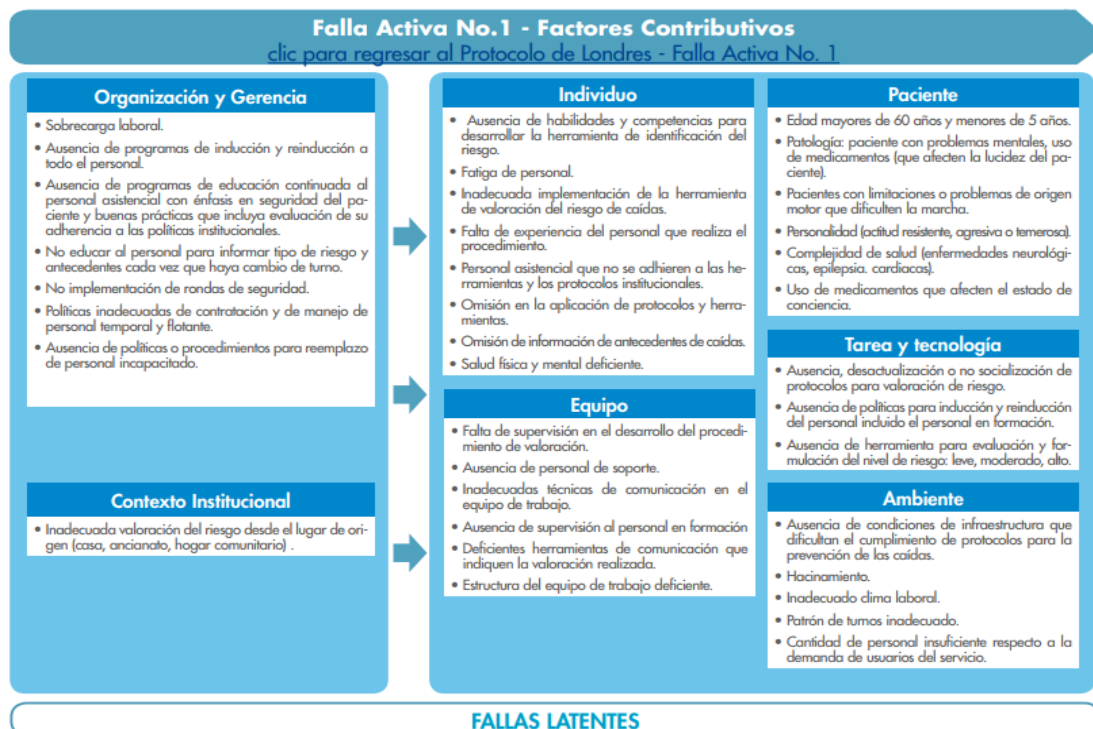 Falla Activa No.1 - Factores Contributivos
clic para regresar al Protocolo de Londres - Falla Activa No. 1
Organización y Gerencia
• Sobrecarga laboral.
• Ausencia de programas de inducción y reinducción a
todo el personal.
• Ausencia de programas de educación continuada al
personal asistencial con énfasis en seguridad del pa-
ciente y buenas prácticas que incluya evaluación de su
adherencia a las políticas institucionales.
• No educar al personal para informar tipo de riesgo y
antecedentes cada vez que haya cambio de turno.
• No implementación de rondas de seguridad.
• Políticas inadecuadas de contratación y de manejo de
personal temporal y flotante.
• Ausencia de políticas o procedimientos para reemplazo
de personal incapacitado.
Contexto Institucional
• Inadecuada valoración del riesgo desde el lugar de ori-
gen (casa, ancianato, hogar comunitario) .
Individuo
• Ausencia de habilidades y competencias para
desarrollar la herramienta de identificación del
riesgo.
• Fatiga de personal.
• Inadecuada implementación de la herramienta
de valoración del riesgo de caídas.
• Falta de experiencia del personal que realiza el
procedimiento.
• Personal asistencial que no se adhieren a las he-
rramientas y los protocolos institucionales.
• Omisión en la aplicación de protocolos y herra-
mientas.
• Omisión de información de antecedentes de caídas.
• Salud física y mental deficiente.
Equipo
• Falta de supervisión en el desarrollo del procedi-
miento de valoración.
• Ausencia de personal de soporte.
• Inadecuadas técnicas de comunicación en el
equipo de trabajo.
• Ausencia de supervisión al personal en formación
• Deficientes herramientas de comunicación que
indiquen la valoración realizada.
• Estructura del equipo de trabajo deficiente.
Paciente
• Edad mayores de 60 años y menores de 5 años.
• Patología: paciente con problemas mentales, uso
de medicamentos (que afecten la lucidez del pa-
ciente).
• Pacientes con limitaciones o problemas de origen
motor que dificulten la marcha.
• Personalidad (actitud resistente, agresiva o temerosa).
• Complejidad de salud (enfermedades neurológi-
cas, epilepsia. cardiacas).
• Uso de medicamentos que afecten el estado de
conciencia.
Tarea y tecnología
• Ausencia, desactualización o no socialización de
protocolos para valoración de riesgo.
• Ausencia de políticas para inducción y reinducción
del personal incluido el personal en formación.
• Ausencia de herramienta para evaluación y for-
mulación del nivel de riesgo: leve, moderado, alto.
Ambiente
• Ausencia de condiciones de infraestructura que
dificultan el cumplimiento de protocolos para la
prevención de las caídas.
• Hacinamiento.
• Inadecuado clima laboral.
• Patrón de turnos inadecuado.
• Cantidad de personal insuficiente respecto a la
demanda de usuarios del servicio.
FALLAS LATENTES